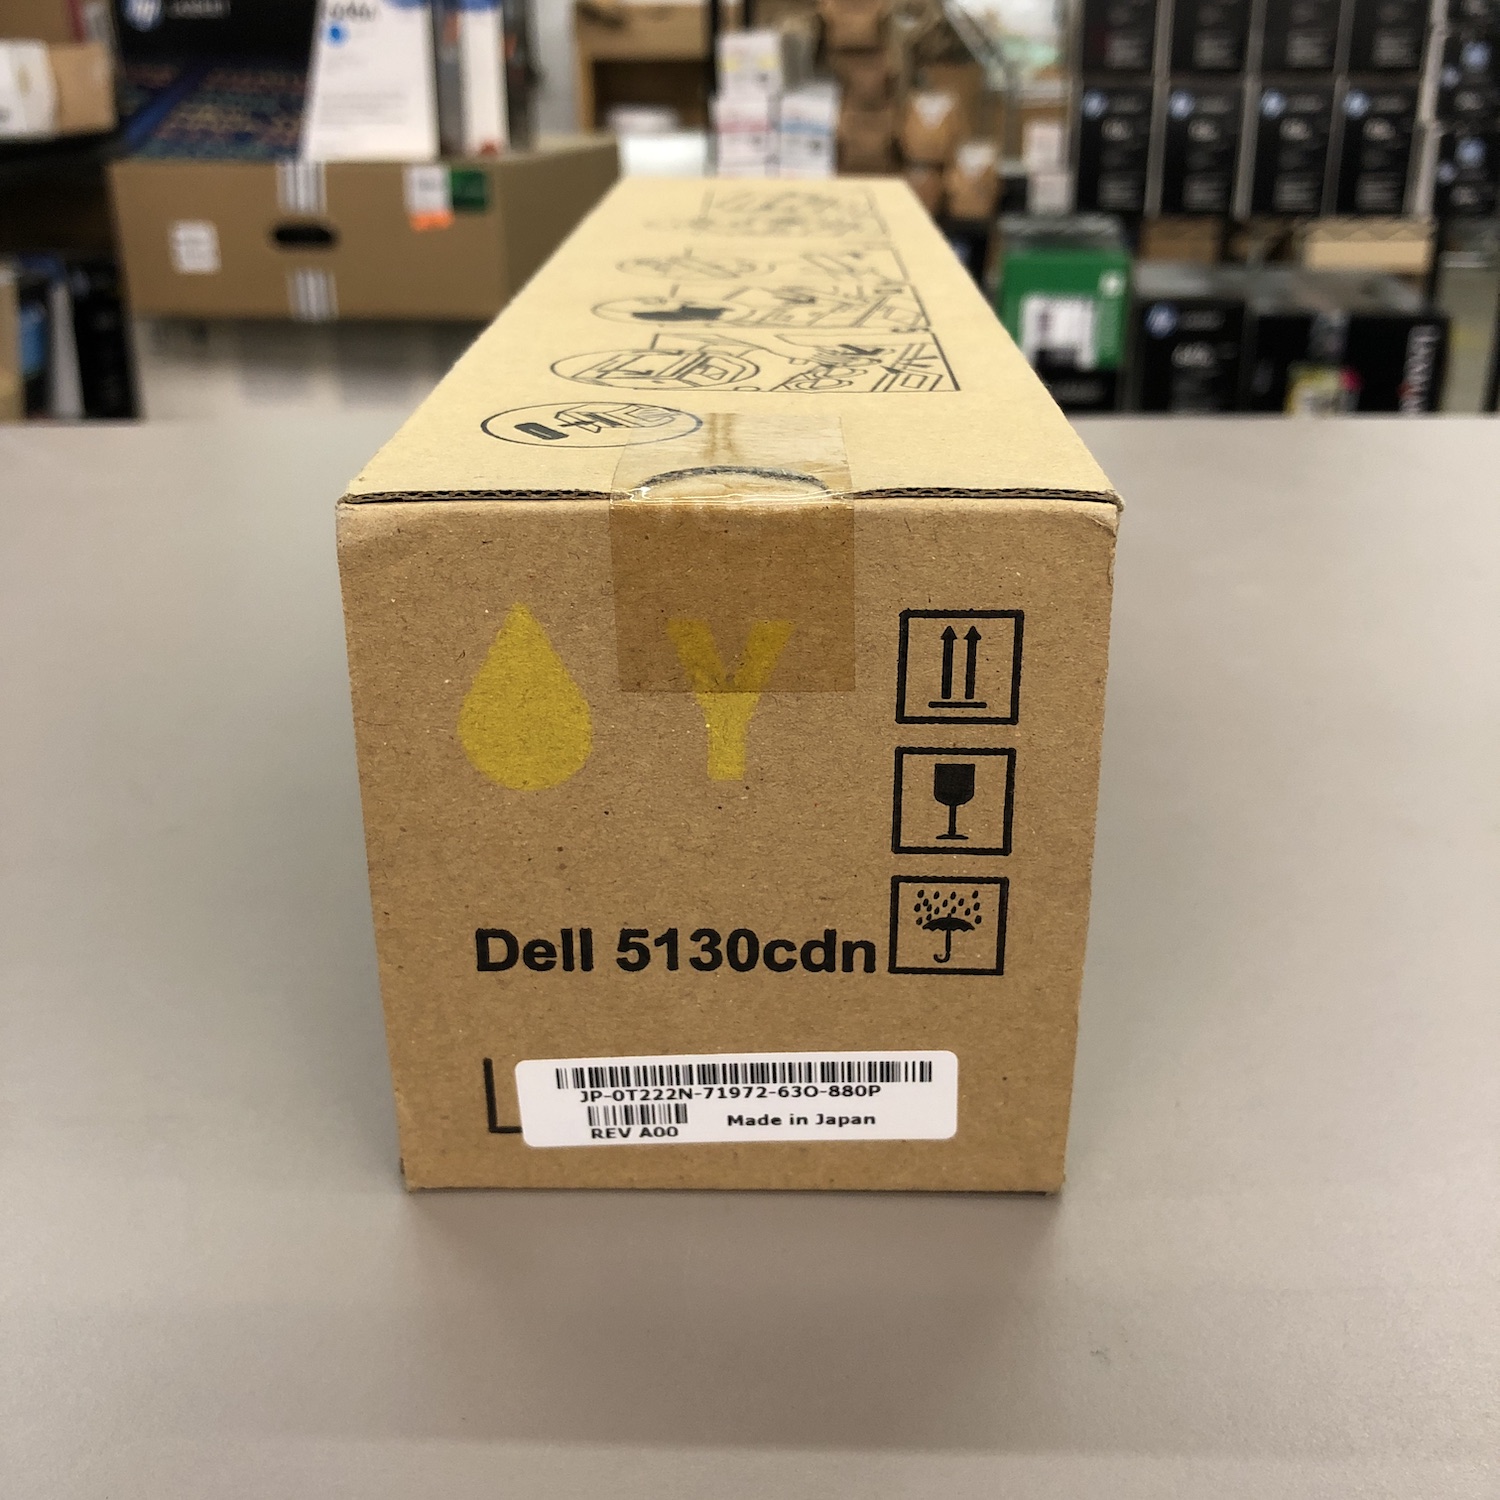 Y
Dell 5130cdn
JP-0T222N-71972-63O-880P
REV A00
Made in Japan